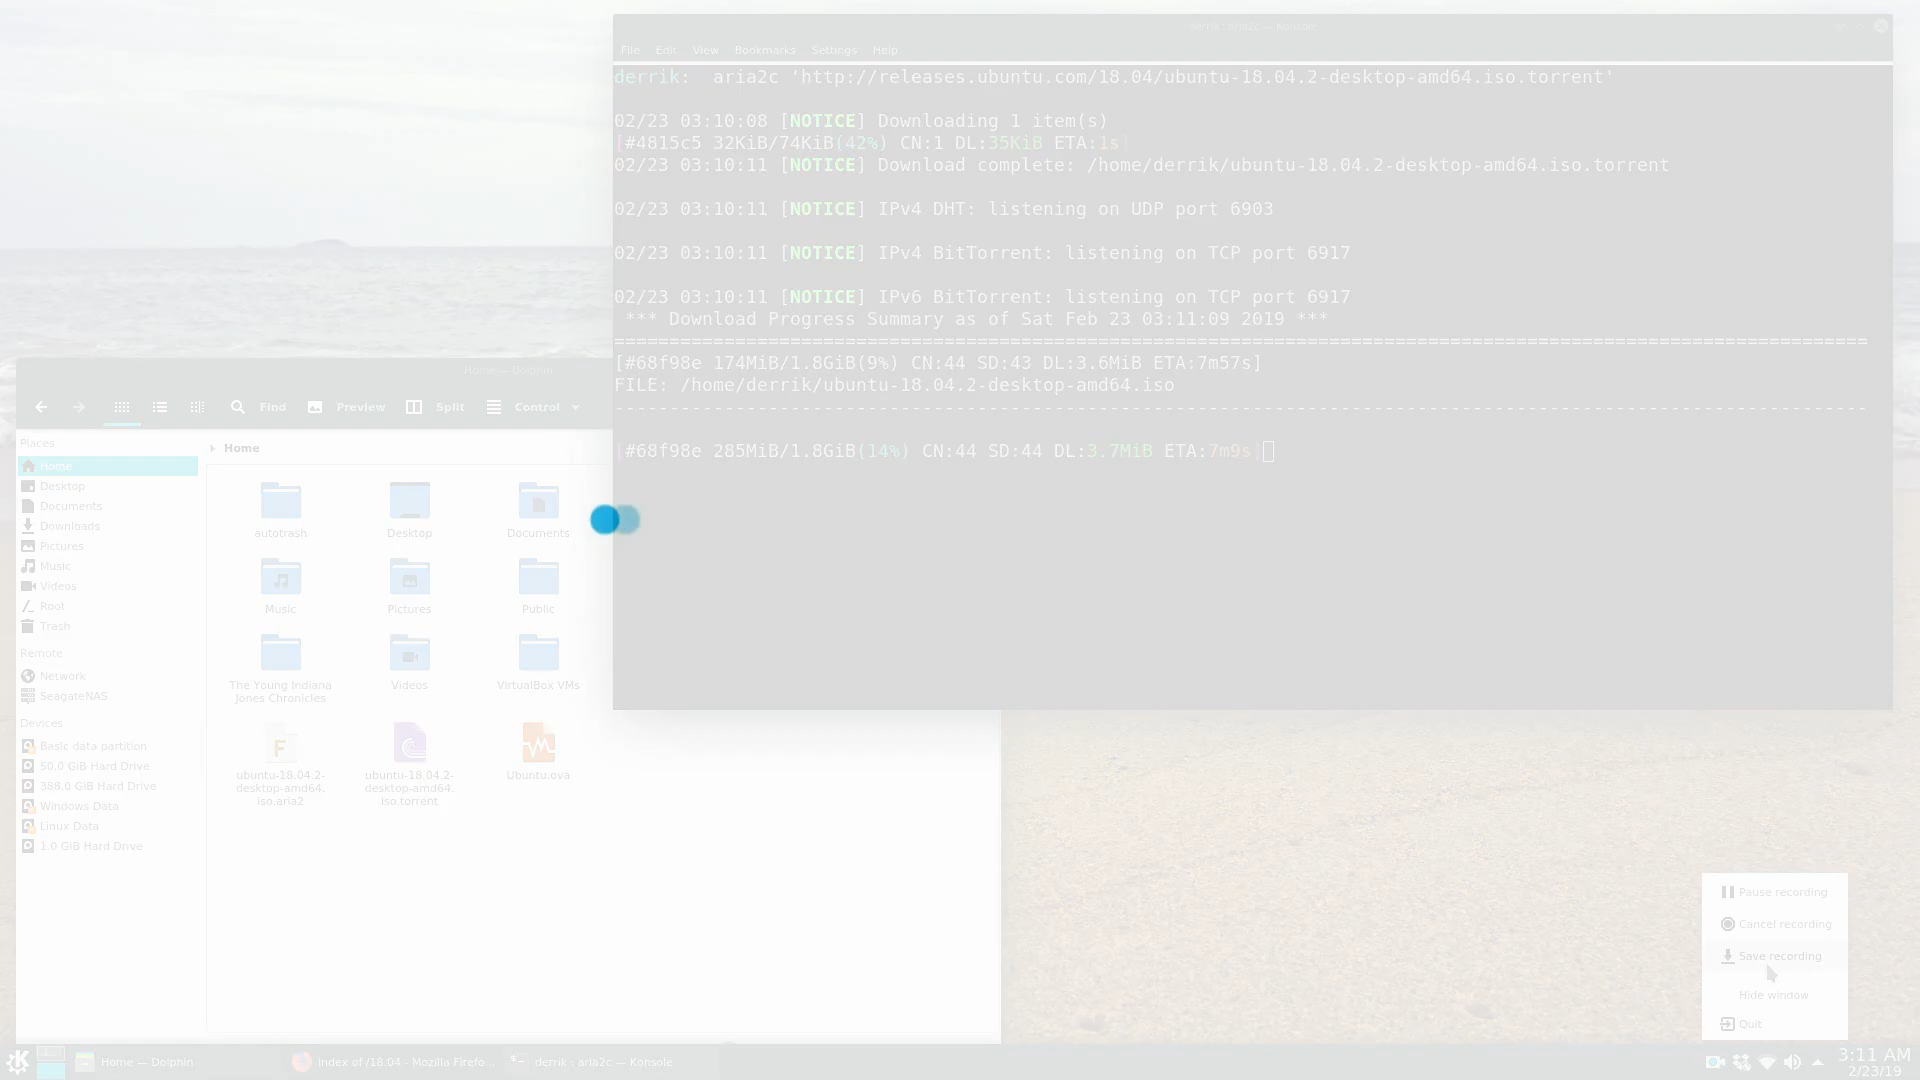 derrik : aria2c — Konsole
File Edit View Bookmarks Settings Help
derrik:  aria2c 'http://releases.ubuntu.com/18.04/ubuntu-18.04.2-desktop-amd64.iso.torrent'
02/23 03:10:08 [NOTICE] Downloading 1 item(s)
[#4815c5 32KiB/74KiB(42%) CN:1 DL:35KiB ETA:1s]
02/23 03:10:11 [NOTICE] Download complete: /home/derrik/ubuntu-18.04.2-desktop-amd64.iso.torrent
02/23 03:10:11 [NOTICE] IPv4 DHT: listening on UDP port 6903
02/23 03:10:11 [NOTICE] IPv4 BitTorrent: listening on TCP port 6917
02/23 03:10:11 [NOTICE] IPv6 BitTorrent: listening on TCP port 6917
*** Download Progress Summary as of Sat Feb 23 03:11:09 2019 ***
[#68f98e 174MiB/1.8GiB(9%) CN:44 SD:43 DL:3.6MiB ETA:7m57s]
FILE: /home/derrik/ubuntu-18.04.2-desktop-amd64.iso
[#68f98e 285MiB/1.8GiB(14%) CN:44 SD:44 DL:3.7MiB ETA:7m9s]
Home — Dolphin
Find Preview Split Control
Places
Home
Desktop
Documents
Downloads
Pictures
Music
Videos
Root
Trash
Remote
Network
SeagateNAS
Devices
Basic data partition
50.0 GiB Hard Drive
388.0 GiB Hard Drive
Windows Data
Linux Data
1.0 GiB Hard Drive
Home
autotrash Desktop Documents
Music Pictures Public
The Young Indiana
Jones Chronicles
Videos
VirtualBox VMs
ubuntu-18.04.2-
desktop-amd64.
iso.aria2
ubuntu-18.04.2-
desktop-amd64.
iso.torrent
Ubuntu.ova
Pause recording
Cancel recording
Save recording
Hide window
Quit
Home — Dolphin
Index of /18.04 - Mozilla Firefo...
derrik : aria2c — Konsole
3:11 AM
2/23/19